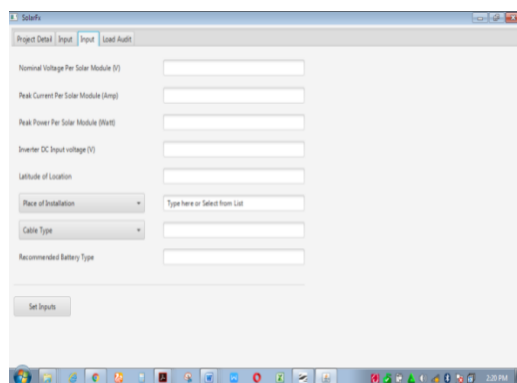 SolarFx
Project Detail Input Input Load Audit
Nominal Voltage Per Solar Module (V)
Peak Current Per Solar Module (Amp)
Peak Power Per Solar Module (Watt)
Inverter DC Input voltage (V)
Latitude of Location
Place of Installation Type here or Select from List
Cable Type
Recommended Battery Type
Set Inputs
2:20 PM